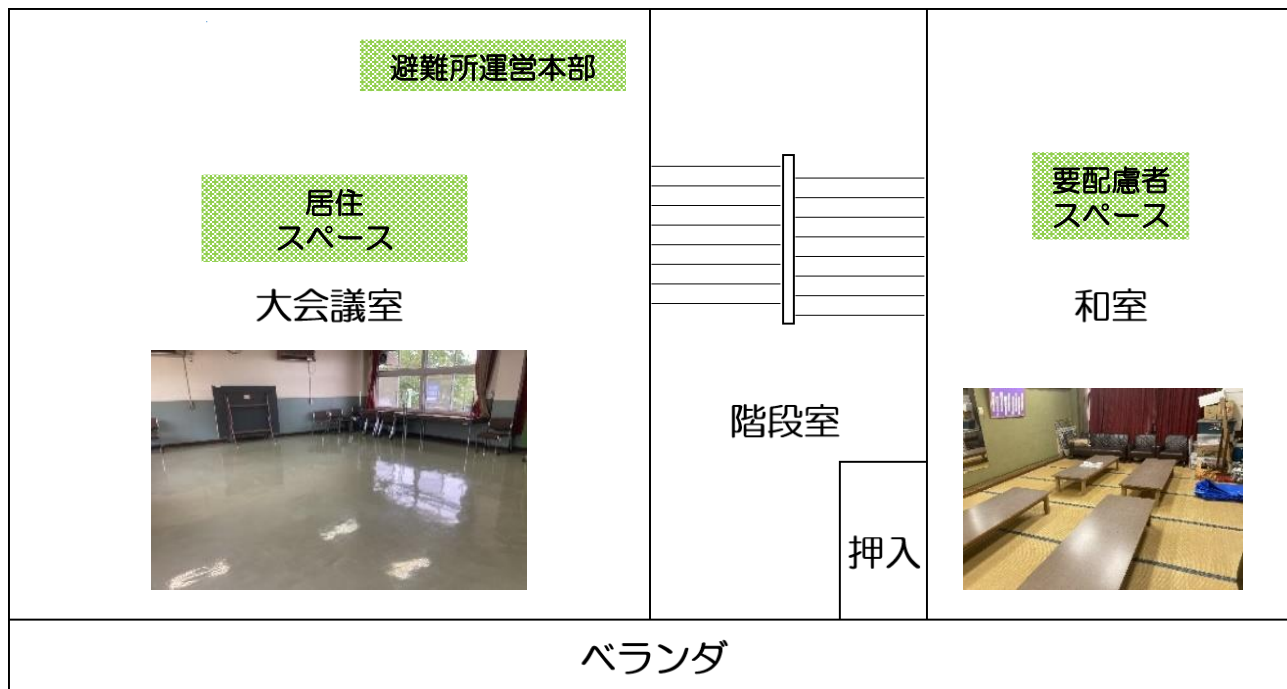 避難所運営本部
居住
スペース
大会議室
階段室
押入
要配慮者
スペース
和室
ベランダ